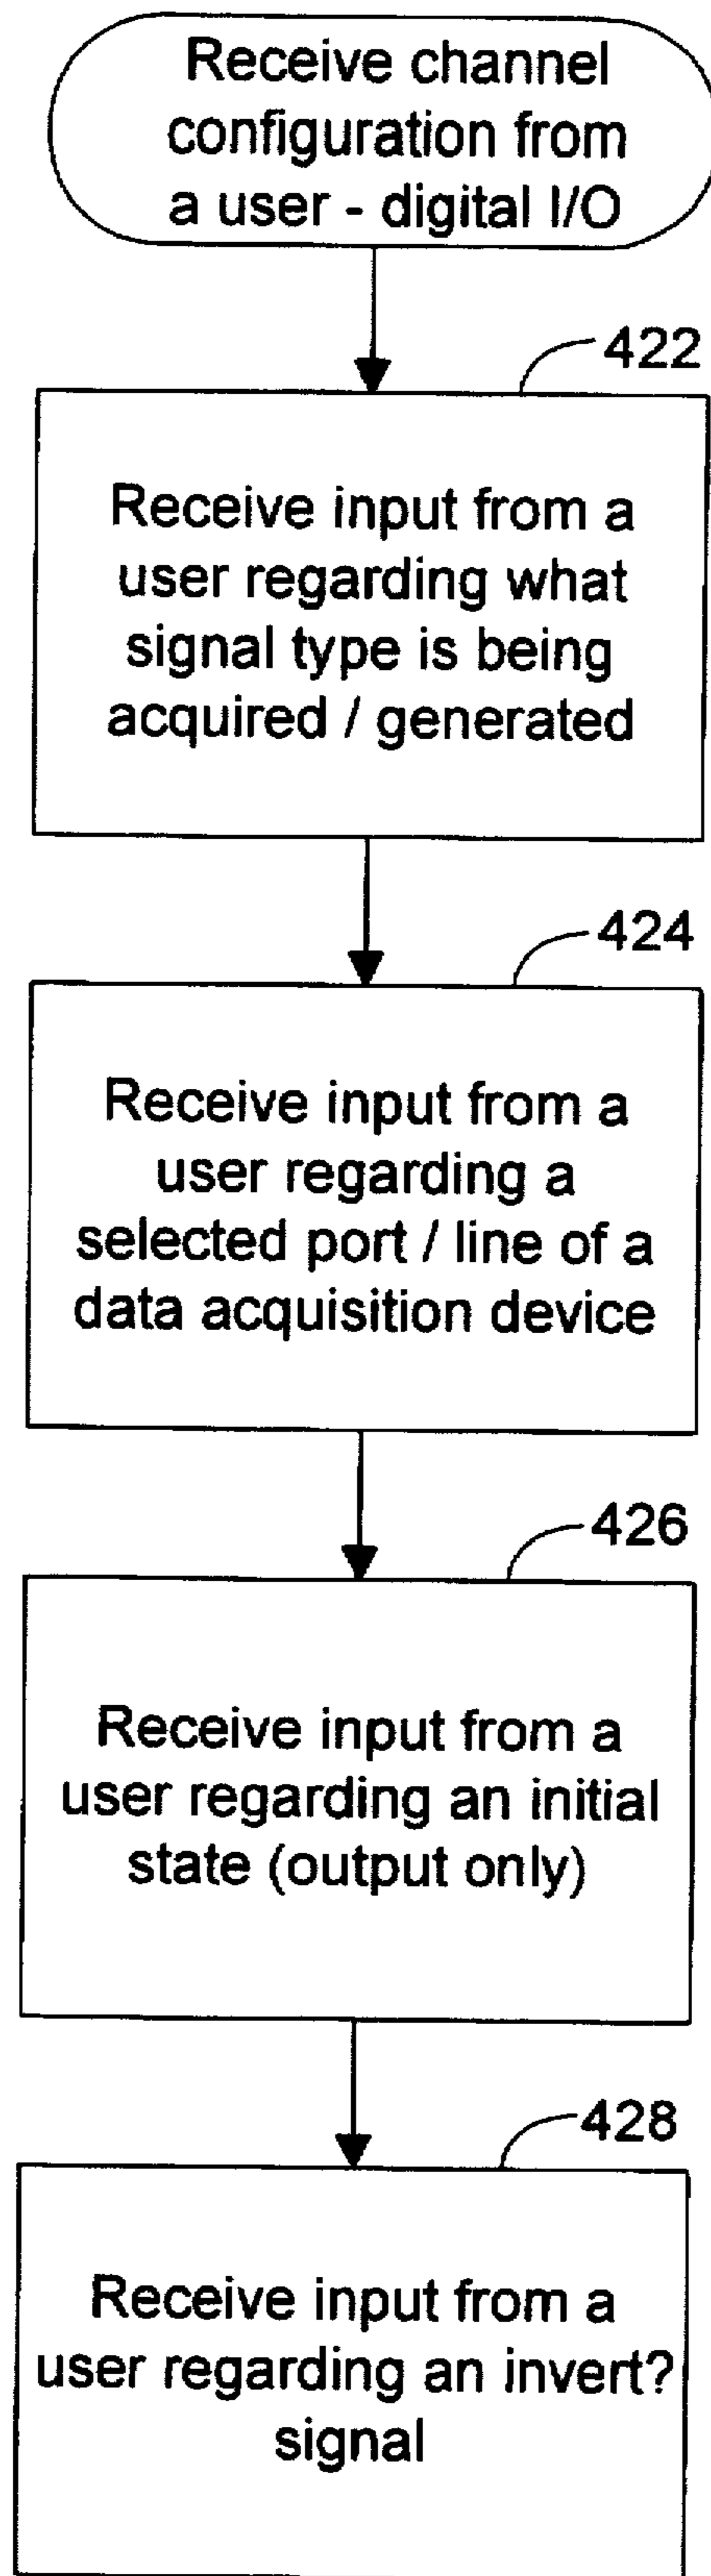 Receive channel
configuration from
a user - digital I/O
422
Receive input from a
user regarding what
signal type is being
acquired / generated
424
Receive input from a
user regarding a
selected port / line of a
data acquisition device
426
Receive input from a
user regarding an initial
state (output only)
428
Receive input from a
user regarding an invert?
signal